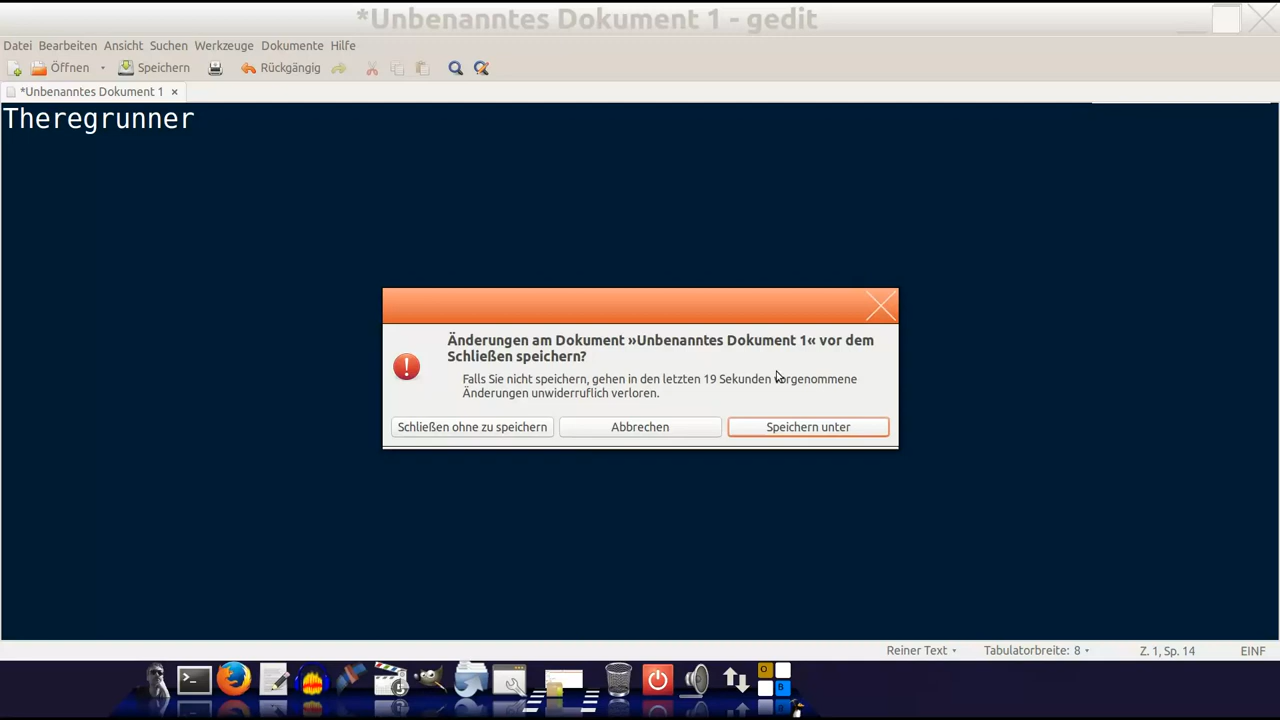 *Unbenanntes Dokument 1 - gedit
Datei Bearbeiten Ansicht Suchen Werkzeuge Dokumente Hilfe
Öffnen Speichern Rückgängig
*Unbenanntes Dokument 1 ×
Theregrunner
Änderungen am Dokument »Unbenanntes Dokument 1« vor dem
Schließen speichern?
Falls Sie nicht speichern, gehen in den letzten 19 Sekunden vorgenommene
Änderungen unwiderruflich verloren.
Schließen ohne zu speichern Abbrechen Speichern unter
Reiner Text Tabulatorbreite: 8 Z. 1, Sp. 14 EINF
>_
O
B